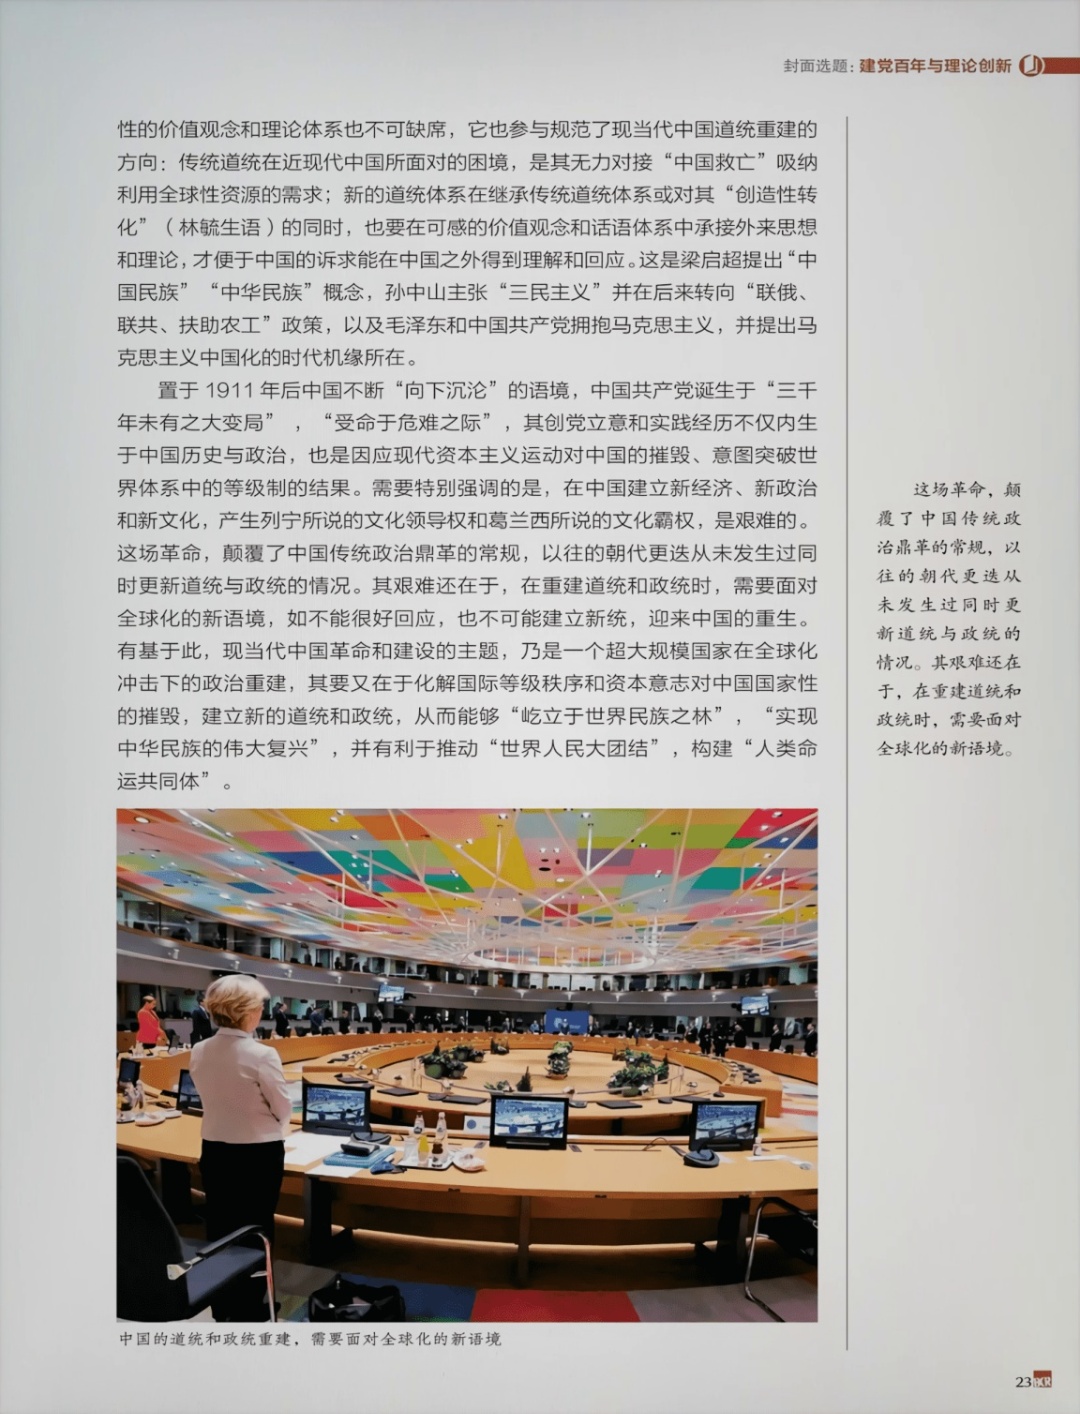 封面选题：建党百年与理论创新
性的价值观念和理论体系也不可缺席，它也参与规范了现当代中国道统重建的
方向：传统道统在近现代中国所面对的困境，是其无力对接“中国救亡”吸纳
利用全球性资源的需求；新的道统体系在继承传统道统体系或对其“创造性转
化”（林毓生语）的同时，也要在可感的价值观念和话语体系中承接外来思想
和理论，才便于中国的诉求能在中国之外得到理解和回应。这是梁启超提出“中
国民族”“中华民族”概念，孙中山主张“三民主义”并在后来转向“联俄、
联共、扶助农工”政策，以及毛泽东和中国共产党拥抱马克思主义，并提出马
克思主义中国化的时代机缘所在。
置于 1911 年后中国不断“向下沉沦”的语境，中国共产党诞生于“三千
年未有之大变局”，“受命于危难之际”，其创党立意和实践经历不仅内生
于中国历史与政治，也是因应现代资本主义运动对中国的摧毁、意图突破世
界体系中的等级制的结果。需要特别强调的是，在中国建立新经济、新政治
和新文化，产生列宁所说的文化领导权和葛兰西所说的文化霸权，是艰难的。
这场革命，颠覆了中国传统政治鼎革的常规，以往的朝代更迭从未发生过同
时更新道统与政统的情况。其艰难还在于，在重建道统和政统时，需要面对
全球化的新语境，如不能很好回应，也不可能建立新统，迎来中国的重生。
有基于此，现当代中国革命和建设的主题，乃是一个超大规模国家在全球化
冲击下的政治重建，其要又在于化解国际等级秩序和资本意志对中国国家性
的摧毁，建立新的道统和政统，从而能够“屹立于世界民族之林”，“实现
中华民族的伟大复兴”，并有利于推动“世界人民大团结”，构建“人类命
运共同体”。
这场革命，颠
覆了中国传统政
治鼎革的常规，以
往的朝代更迭从
未发生过同时更
新道统与政统的
情况。其艰难还在
于，在重建道统和
政统时，需要面对
全球化的新语境。
中国的道统和政统重建，需要面对全球化的新语境
23